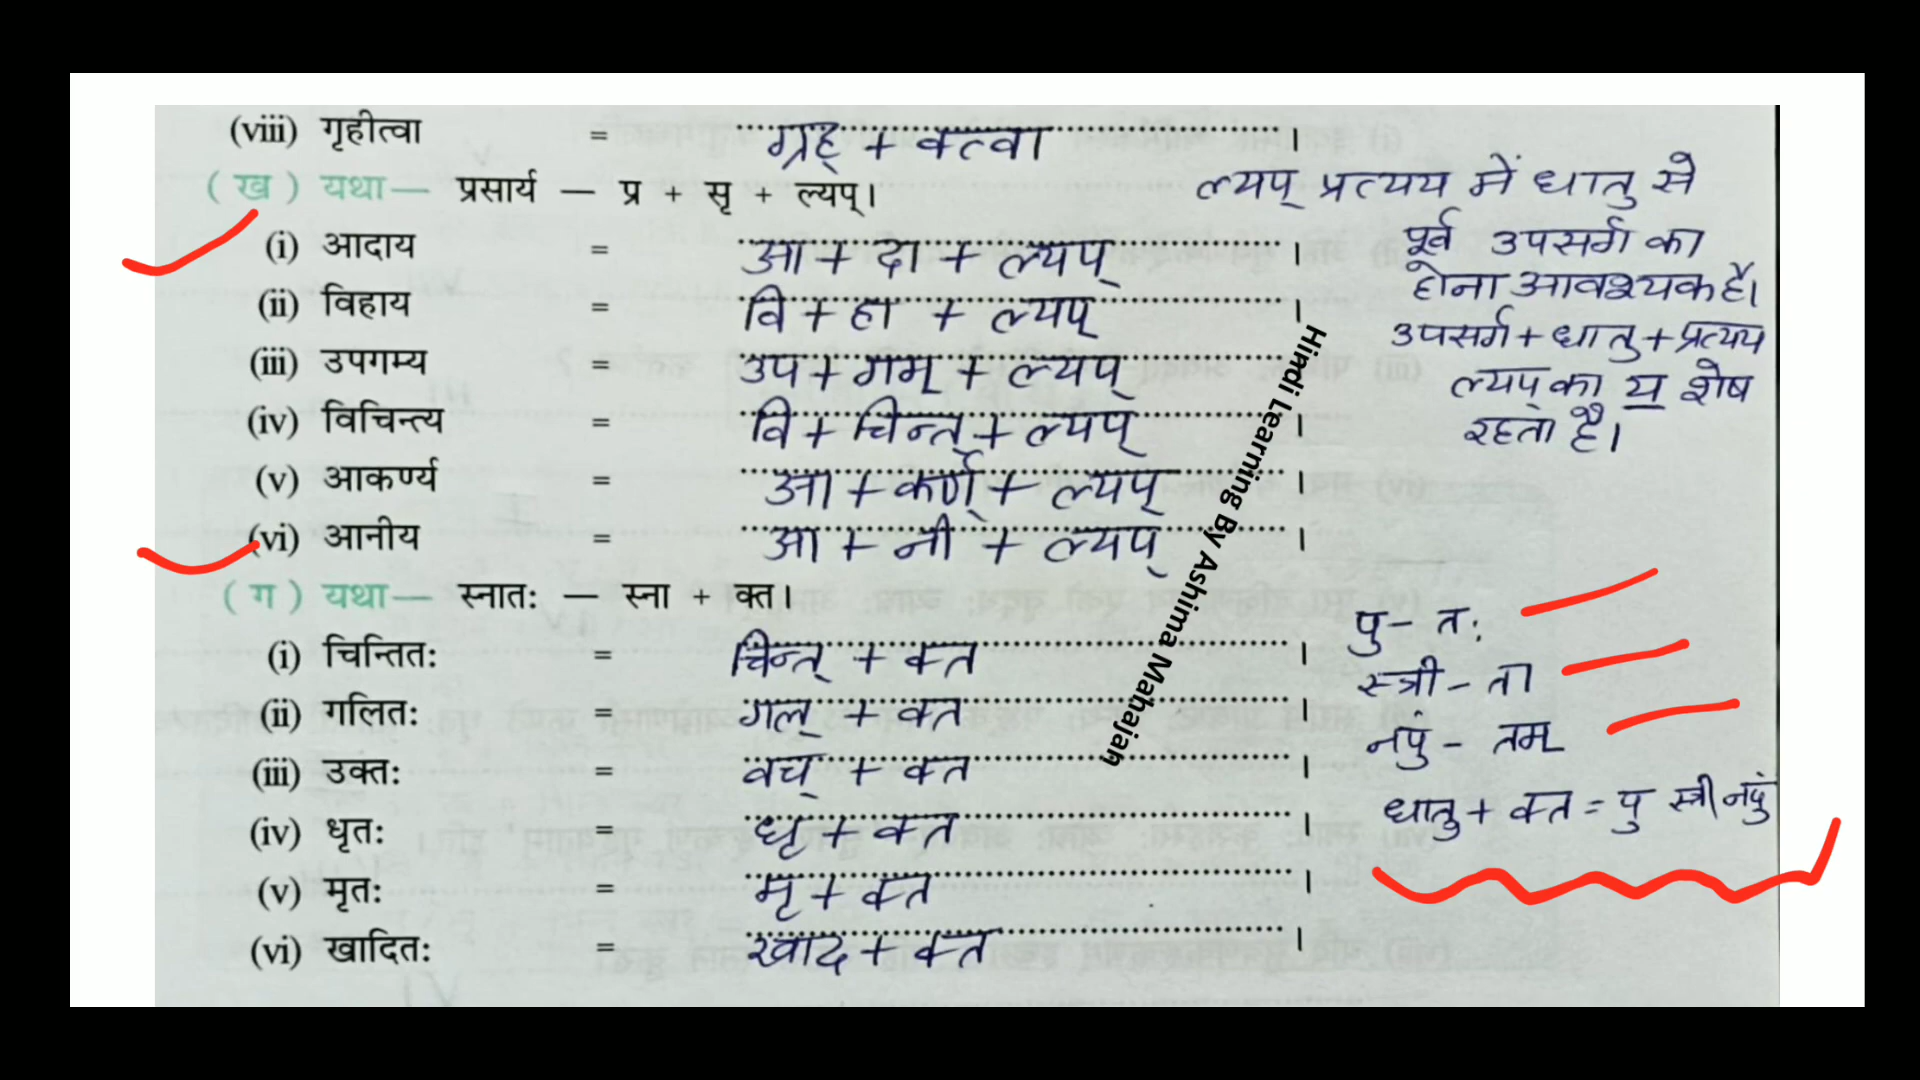 (viii) गृहीत्वा = ग्रह् + क्त्वा ।
( ख ) यथा— प्रसार्य — प्र + सृ + ल्यप्।
(i) आदाय = आ + दा + ल्यप् ।
(ii) विहाय = वि + हा + ल्यप् ।
(iii) उपगम्य = उप + गम् + ल्यप्
(iv) विचिन्त्य = वि + चिन्त् + ल्यप् ।
(v) आकर्ण्य = आ + कर्ण् + ल्यप् ।
(vi) आनीय = आ + नी + ल्यप् ।
( ग ) यथा— स्नातः — स्ना + क्त।
(i) चिन्तितः = चिन्त् + क्त ।
(ii) गलितः = गल् + क्त ।
(iii) उक्तः = वच् + क्त ।
(iv) धृतः = धृ + क्त ।
(v) मृतः = मृ + क्त ।
(vi) खादितः = खाद + क्त ।
ल्यप् प्रत्यय में धातु से
पूर्व उपसर्ग का
होना आवश्यक है।
उपसर्ग + धातु + प्रत्यय
ल्यप् का य शेष
रहता है।
पु - तः
स्त्री - ता
नपुं - तम्
धातु + क्त = पु स्त्री नपुं
Hindi Learning By Ashima Mahajan